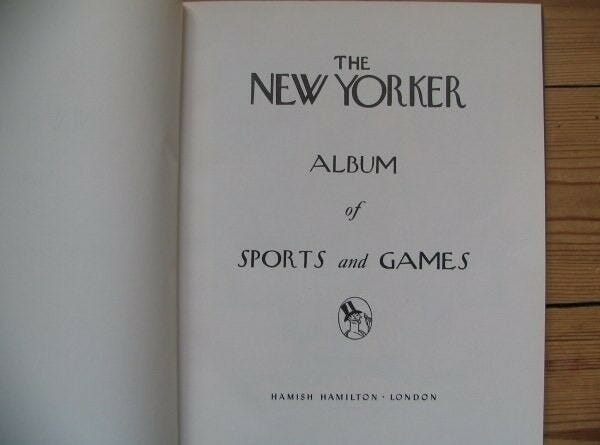 THE
NEW YORKER
ALBUM
of
SPORTS and GAMES
HAMISH HAMILTON · LONDON